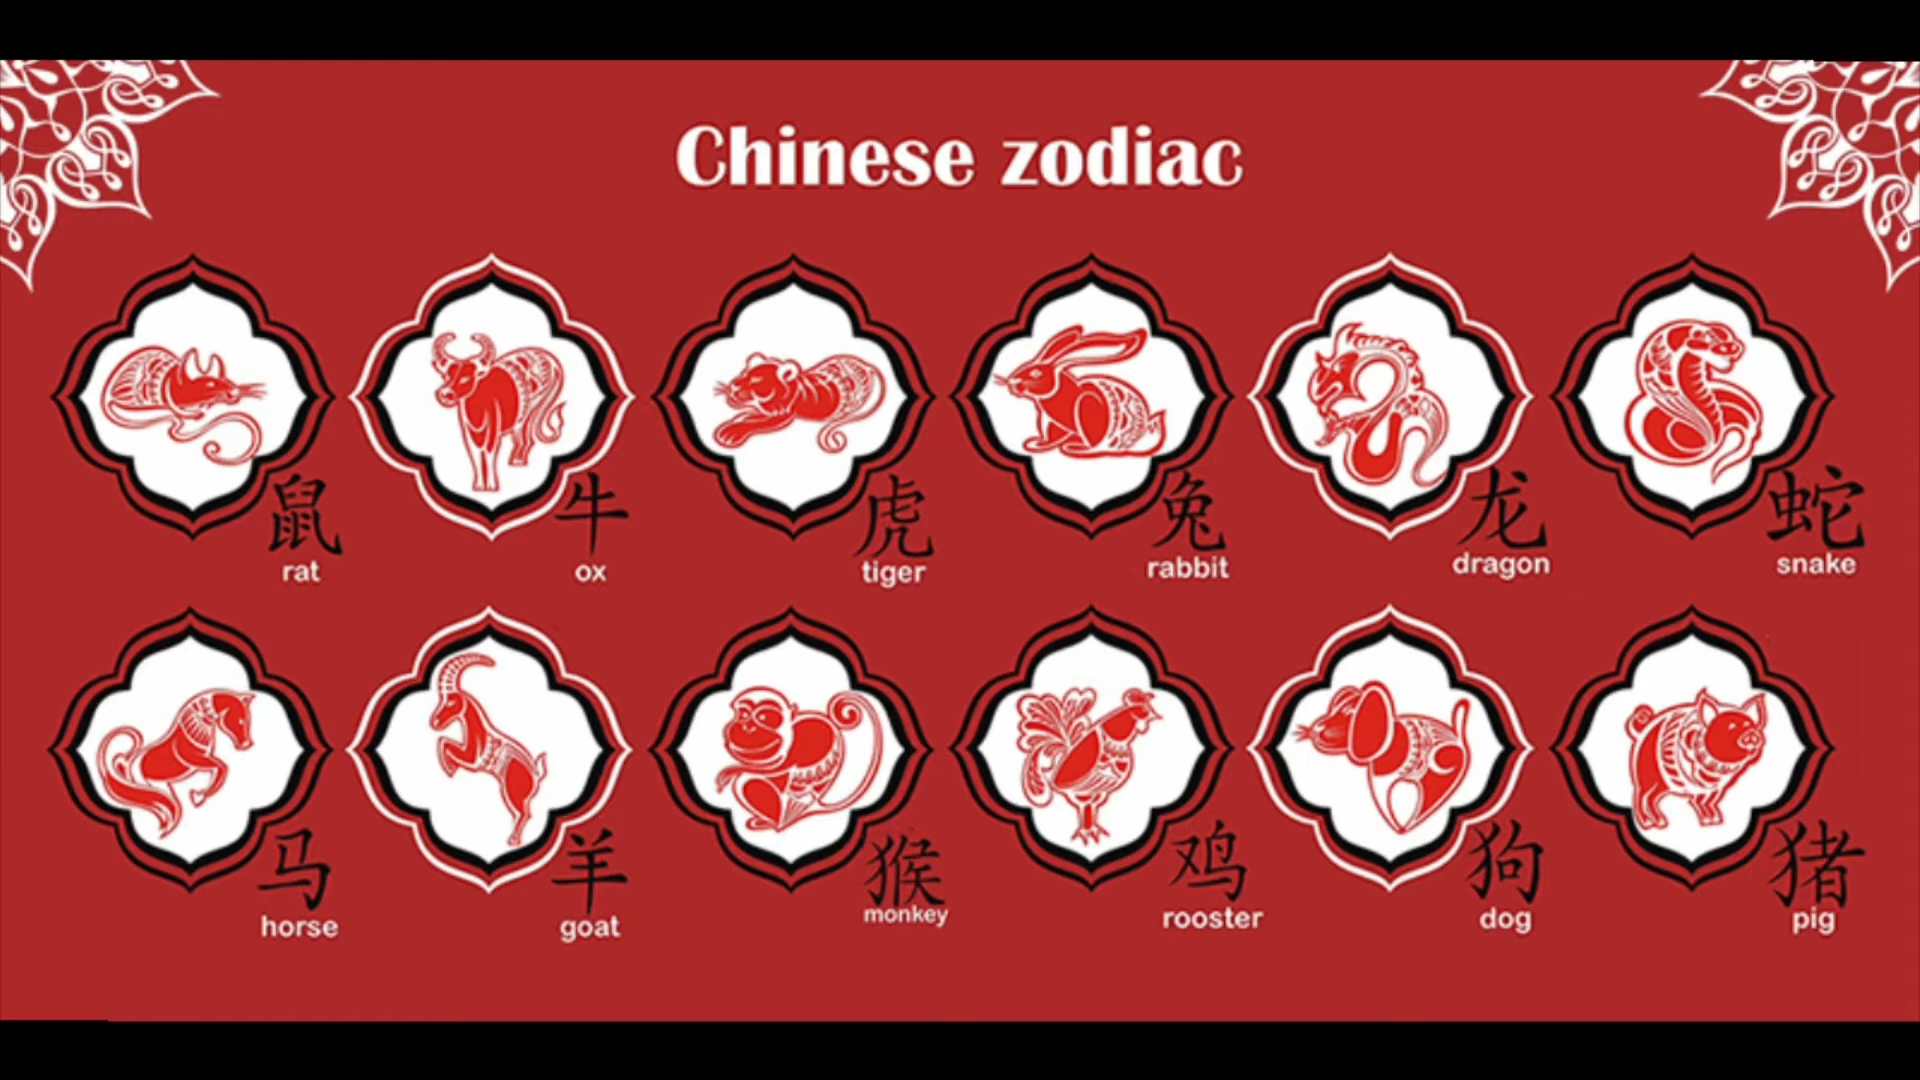 Chinese zodiac
鼠 牛 虎 兔 龙 蛇
rat ox tiger rabbit dragon snake
马 羊 猴 鸡 狗 猪
horse goat monkey rooster dog pig